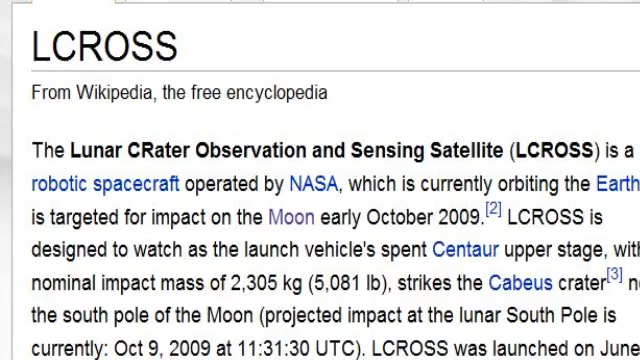 LCROSS
From Wikipedia, the free encyclopedia
The Lunar CRater Observation and Sensing Satellite (LCROSS) is a
robotic spacecraft operated by NASA, which is currently orbiting the Earth
is targeted for impact on the Moon early October 2009.[2] LCROSS is
designed to watch as the launch vehicle's spent Centaur upper stage, with
nominal impact mass of 2,305 kg (5,081 lb), strikes the Cabeus crater[3]
the south pole of the Moon (projected impact at the lunar South Pole is
currently: Oct 9, 2009 at 11:31:30 UTC). LCROSS was launched on June